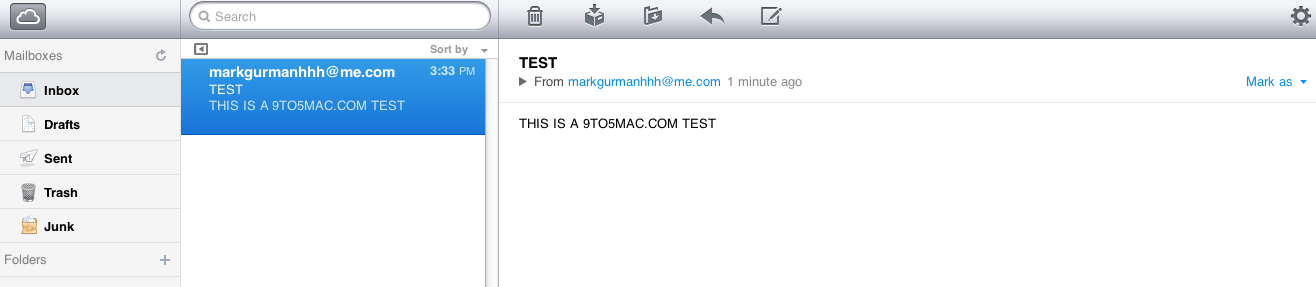 Search
Mailboxes
Inbox
Drafts
Sent
Trash
Junk
Folders
Sort by
markgurmanhhh@me.com 3:33 PM
TEST
THIS IS A 9TO5MAC.COM TEST
TEST
From markgurmanhhh@me.com 1 minute ago
Mark as
THIS IS A 9TO5MAC.COM TEST